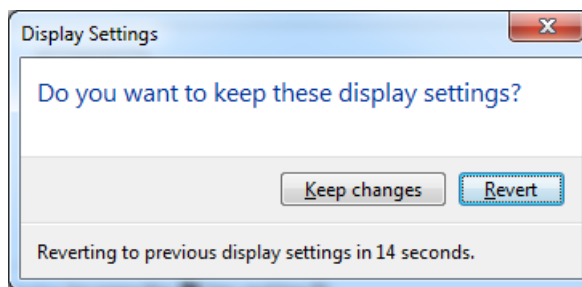 Display Settings
Do you want to keep these display settings?
Keep changes Revert
Reverting to previous display settings in 14 seconds.